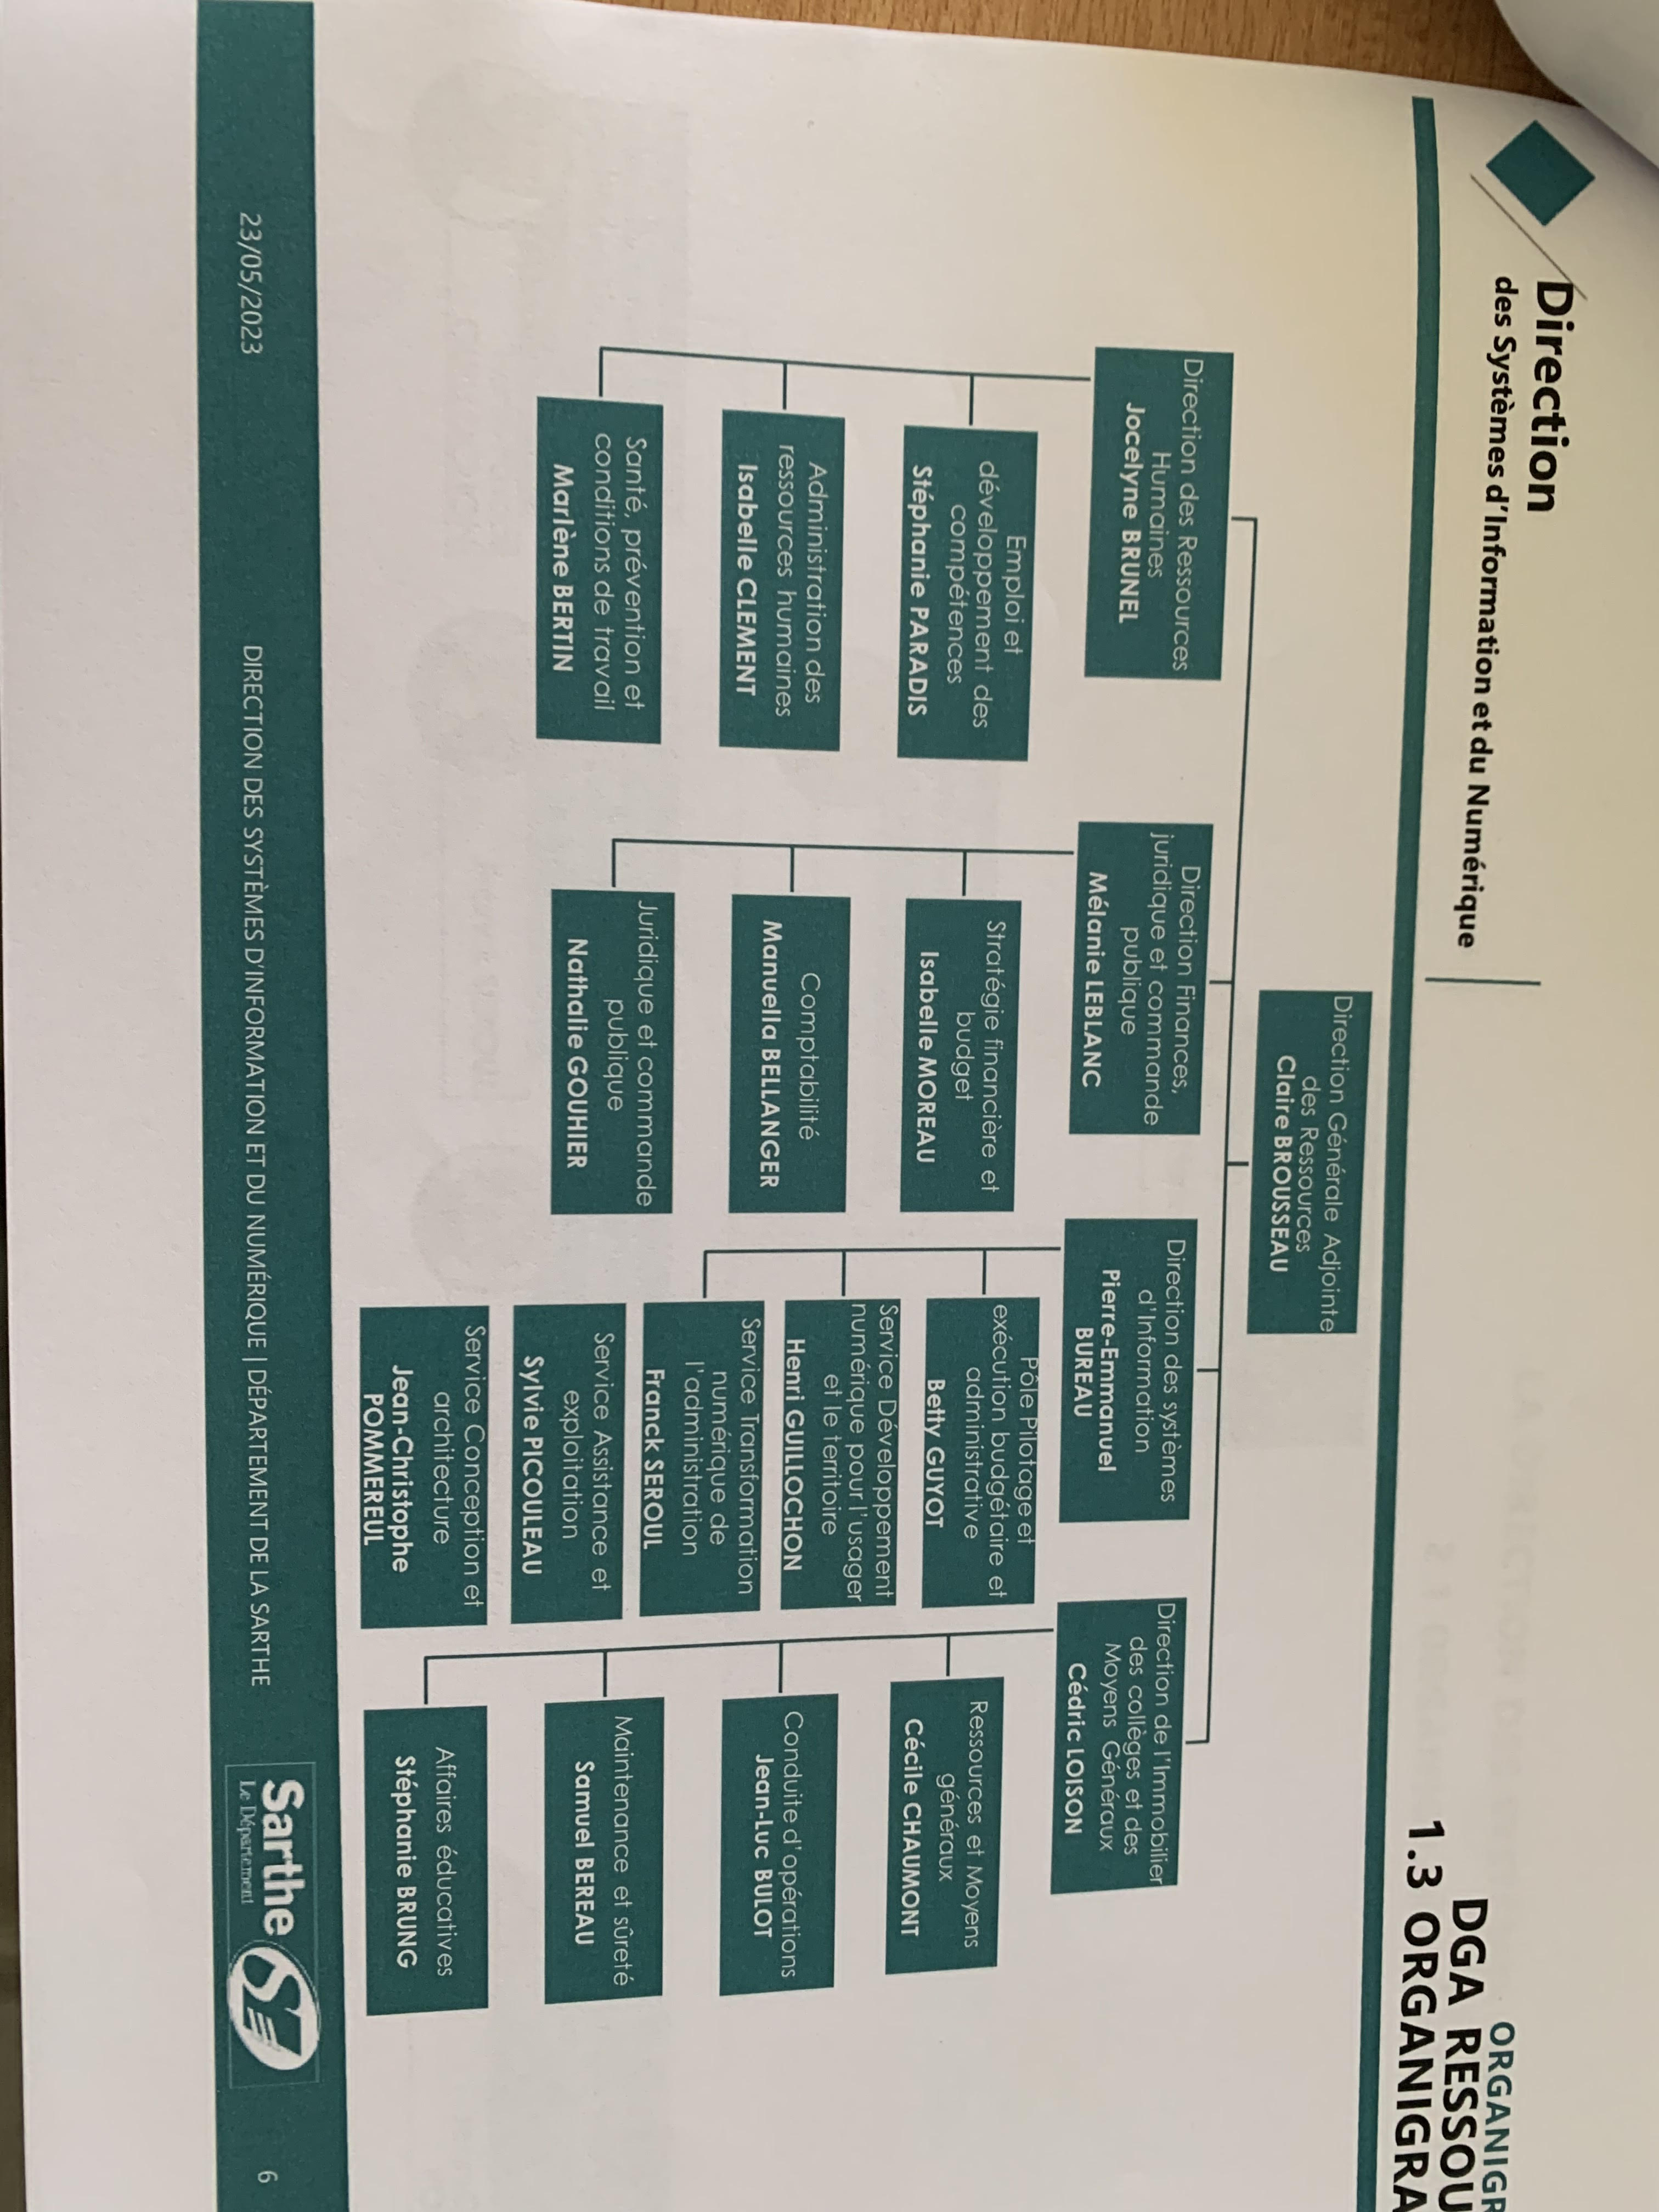 Direction
des Systèmes d'Information et du Numérique
DGA
1.3
Direction Générale Adjointe
des Ressources
Claire BROUSSEAU
Direction des Ressources
Humaines
Jocelyne BRUNEL
Emploi et
développement des
compétences
Stéphanie PARADIS
Administration des
ressources humaines
Isabelle CLEMENT
Santé, prévention et
conditions de travail
Marlène BERTIN
Direction Finances,
juridique et commande
publique
Mélanie LEBLANC
Stratégie financière et
budget
Isabelle MOREAU
Comptabilité
Manuella BELLANGER
Juridique et commande
publique
Nathalie GOUHIER
Direction des systèmes
d'Information
Pierre-Emmanuel
BUREAU
Pôle Pilotage et
exécution budgétaire et
administrative
Betty GUYOT
Service Développement
numérique pour l'usager
et le territoire
Henri GUILLOCHON
Service Transformation
numérique de
l'administration
Franck SEROUL
Service Assistance et
exploitation
Sylvie PICOULEAU
Service Conception et
architecture
Jean-Christophe
POMMEREUL
Direction de l'Immobilier
des collèges et des
Moyens Généraux
Cédric LOISON
Ressources et Moyens
généraux
Cécile CHAUMONT
Conduite d'opérations
Jean-Luc BULOT
Maintenance et sûreté
Samuel BEREAU
Affaires éducatives
Stéphanie BRUNG
23/05/2023
DIRECTION DES SYSTÈMES D'INFORMATION ET DU NUMÉRIQUE | DÉPARTEMENT DE LA SARTHE
Sarthe
Le Département
6